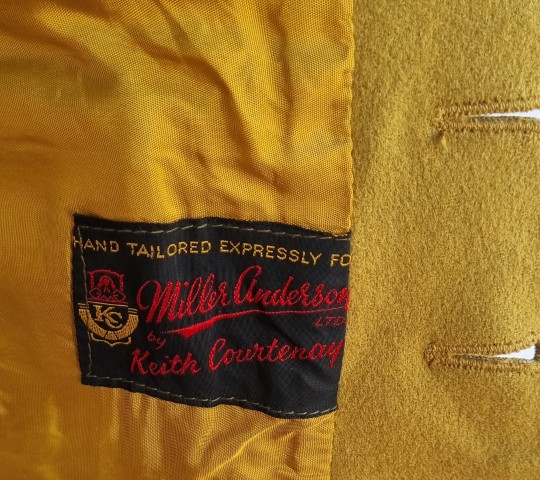 HAND TAILORED EXPRESSLY FO
KC
Miller Anderson
LTD.
by
Keith Courtenay